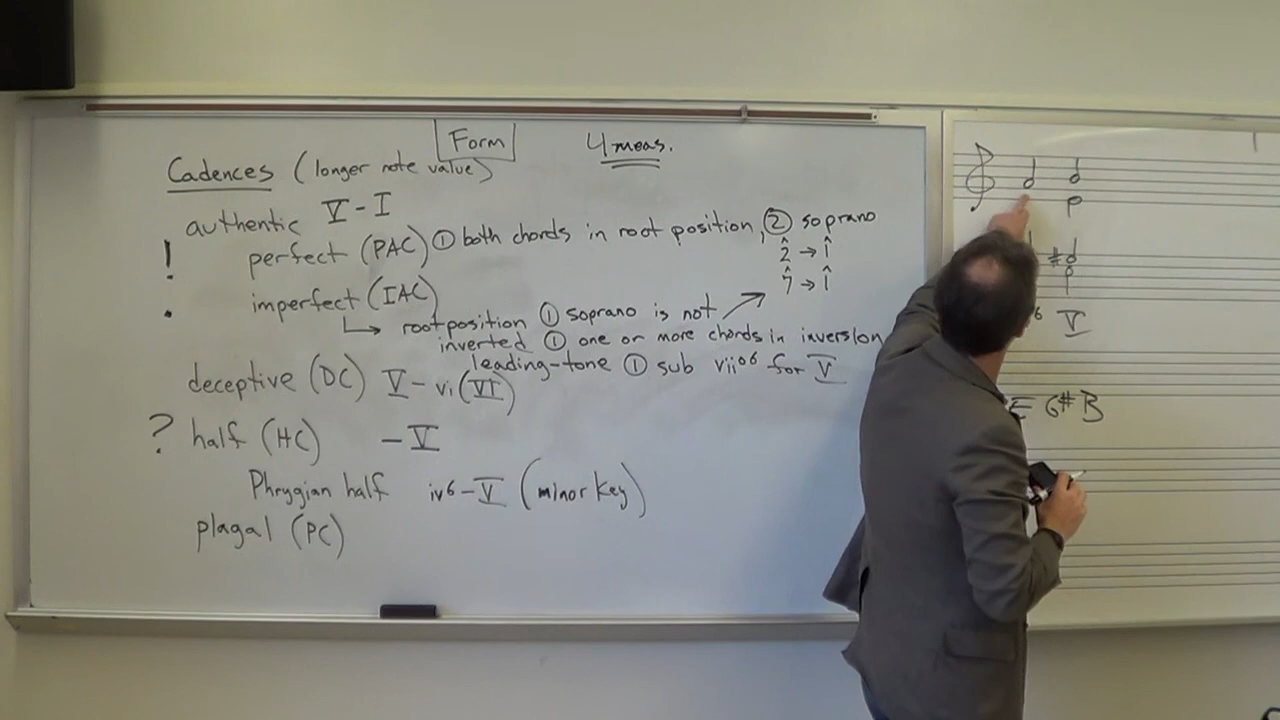 Form 4 meas.
Cadences (longer note value)
authentic V - I
! perfect (PAC) ① both chords in root position, ② soprano
2̂ → 1̂
7̂ → 1̂
imperfect (IAC)
↳ root position ① soprano is not ↗
inverted ① one or more chords in inversion
leading-tone ① sub vii°6 for V
deceptive (DC) V - vi (VI)
? half (HC) - V
Phrygian half iv6 - V (minor key)
plagal (PC)
6 V
E G# B